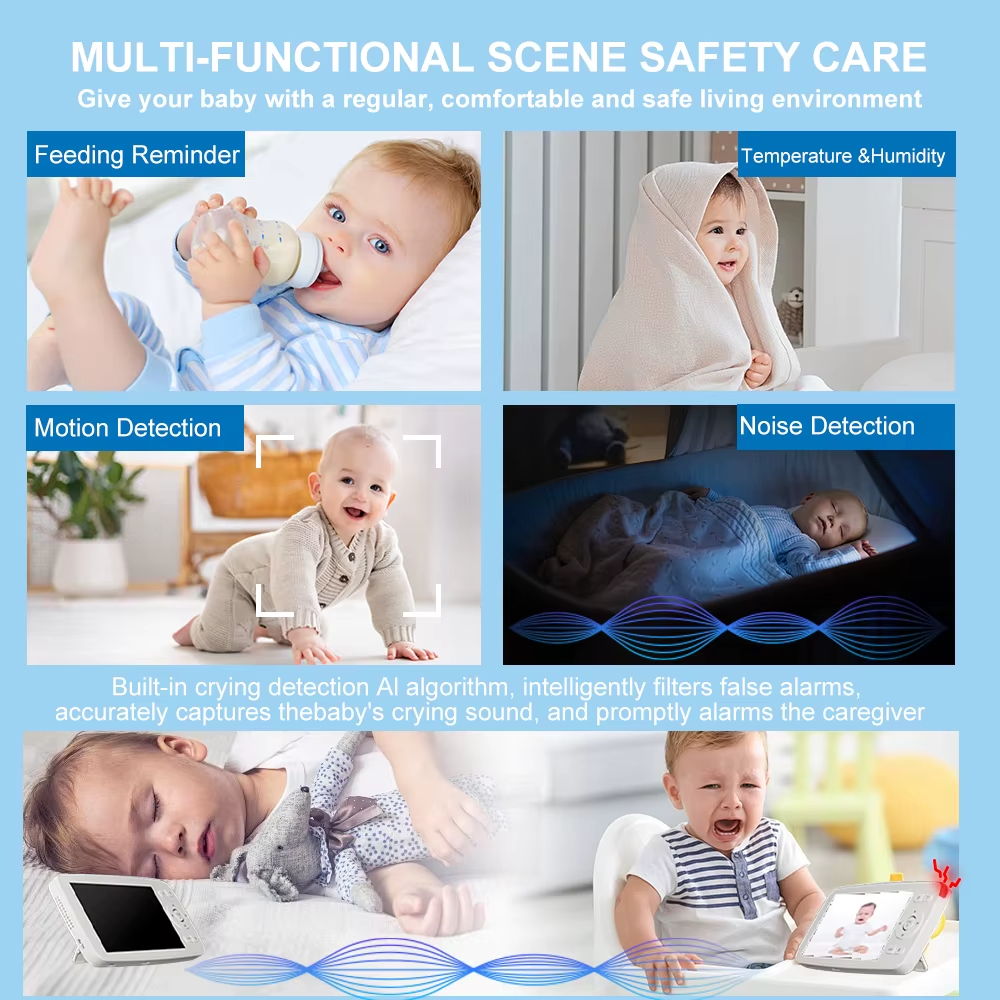 MULTI-FUNCTIONAL SCENE SAFETY CARE
Give your baby with a regular, comfortable and safe living environment
Feeding Reminder
Temperature &Humidity
Motion Detection
Noise Detection
Built-in crying detection AI algorithm, intelligently filters false alarms,
accurately captures thebaby's crying sound, and promptly alarms the caregiver